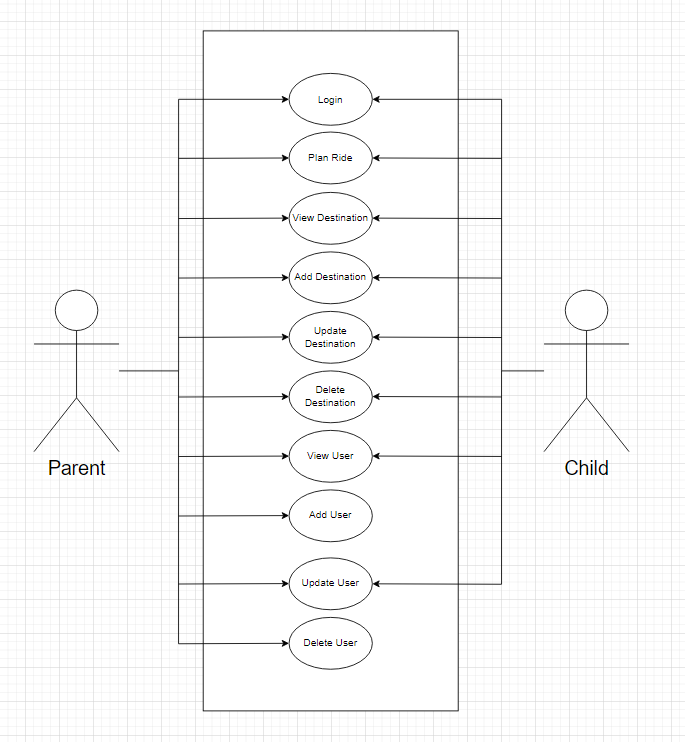 Login
Plan Ride
View Destination
Add Destination
Update
Destination
Delete
Destination
View User
Parent
Child
Add User
Update User
Delete User